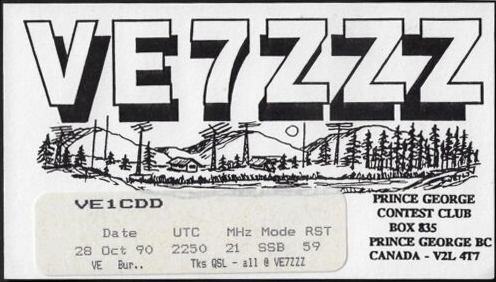 VE7ZZZ
PRINCE GEORGE
CONTEST CLUB
BOX 835
PRINCE GEORGE BC
CANADA - V2L 4T7
VE1CDD
Date UTC MHz Mode RST
28 Oct 90 2250 21 SSB 59
VE Bur.. Tks QSL - all @ VE7ZZZ